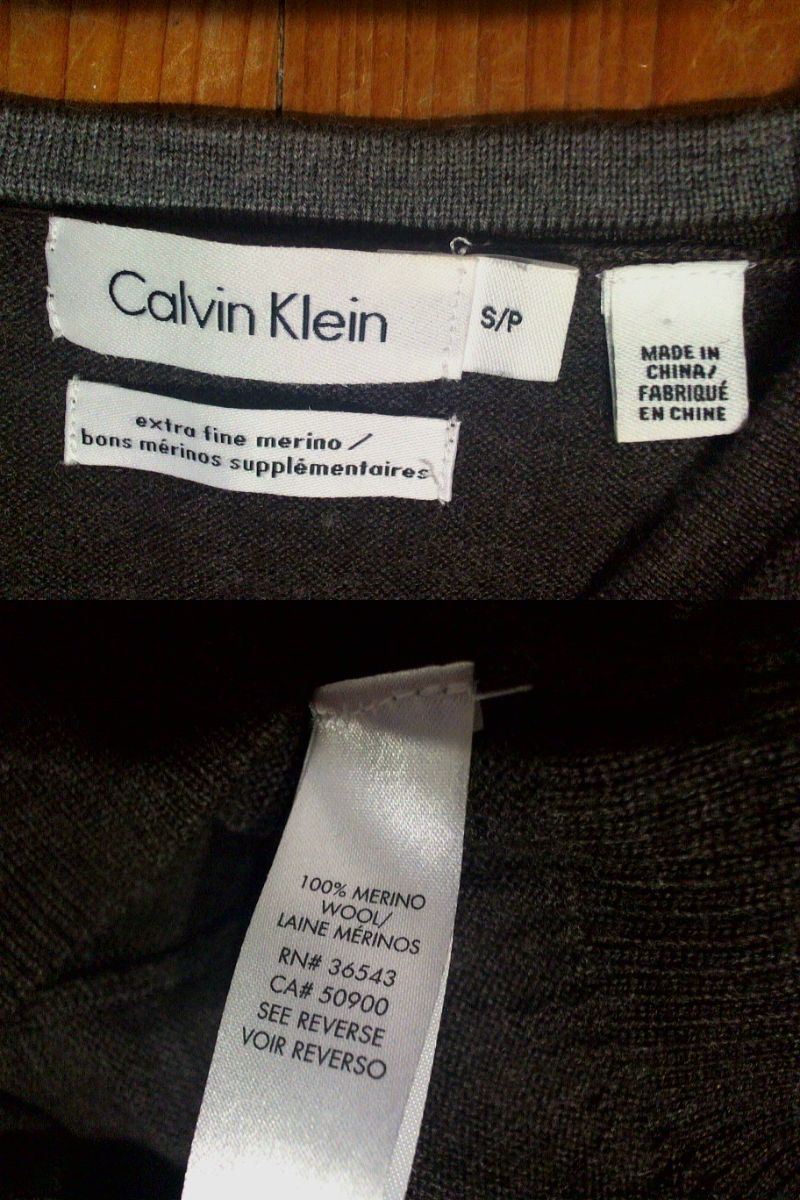 Calvin Klein
S/P
extra fine merino /
bons mérinos supplémentaires
MADE IN
CHINA/
FABRIQUÉ
EN CHINE
100% MERINO
WOOL/
LAINE MÉRINOS
RN# 36543
CA# 50900
SEE REVERSE
VOIR REVERSO